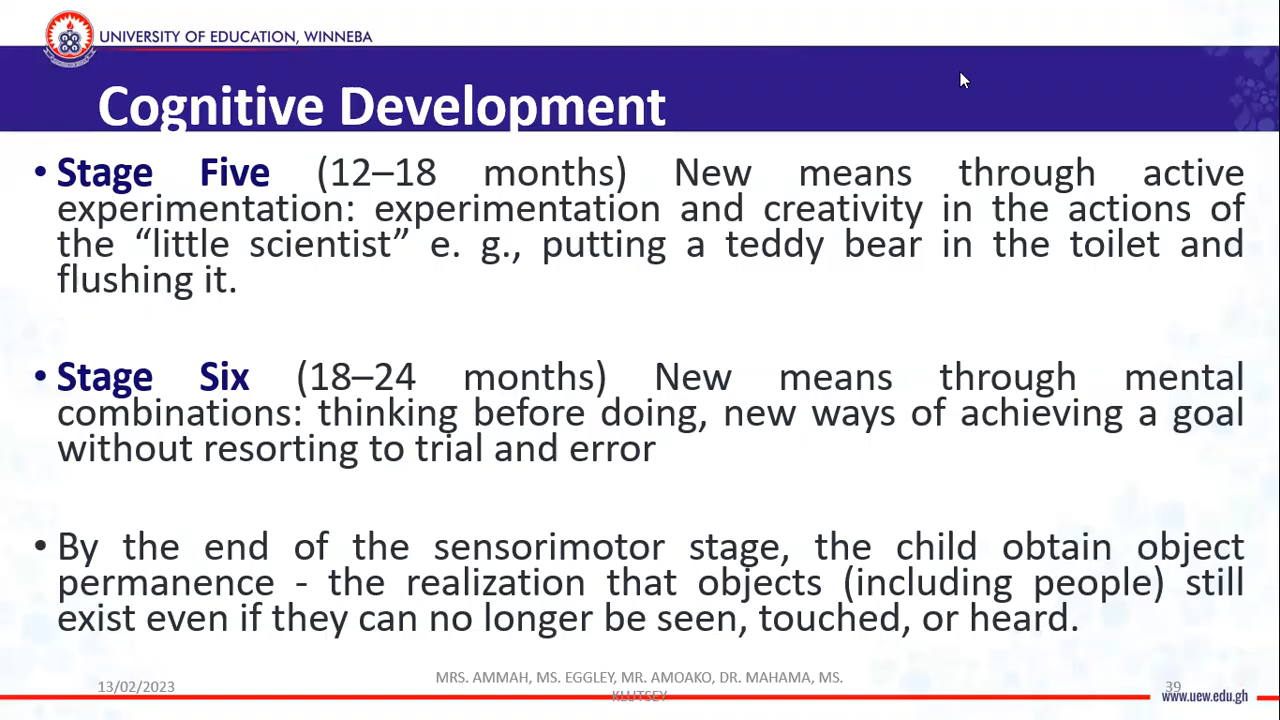 UNIVERSITY OF EDUCATION, WINNEBA
Cognitive Development
• Stage Five (12–18 months) New means through active
experimentation: experimentation and creativity in the actions of
the “little scientist” e. g., putting a teddy bear in the toilet and
flushing it.
• Stage Six (18–24 months) New means through mental
combinations: thinking before doing, new ways of achieving a goal
without resorting to trial and error
• By the end of the sensorimotor stage, the child obtain object
permanence - the realization that objects (including people) still
exist even if they can no longer be seen, touched, or heard.
13/02/2023
MRS. AMMAH, MS. EGGLEY, MR. AMOAKO, DR. MAHAMA, MS.
KLUTSEY
39
www.uew.edu.gh